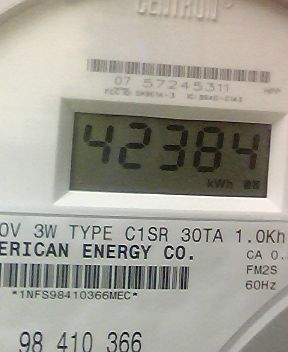 CENTRON
07 57245311
42384
kWh
0V 3W TYPE C1SR 30TA 1.0Kh
ERICAN ENERGY CO.
CA 0.
FM2S
*1NFS98410366MEC*
60Hz
98 410 366